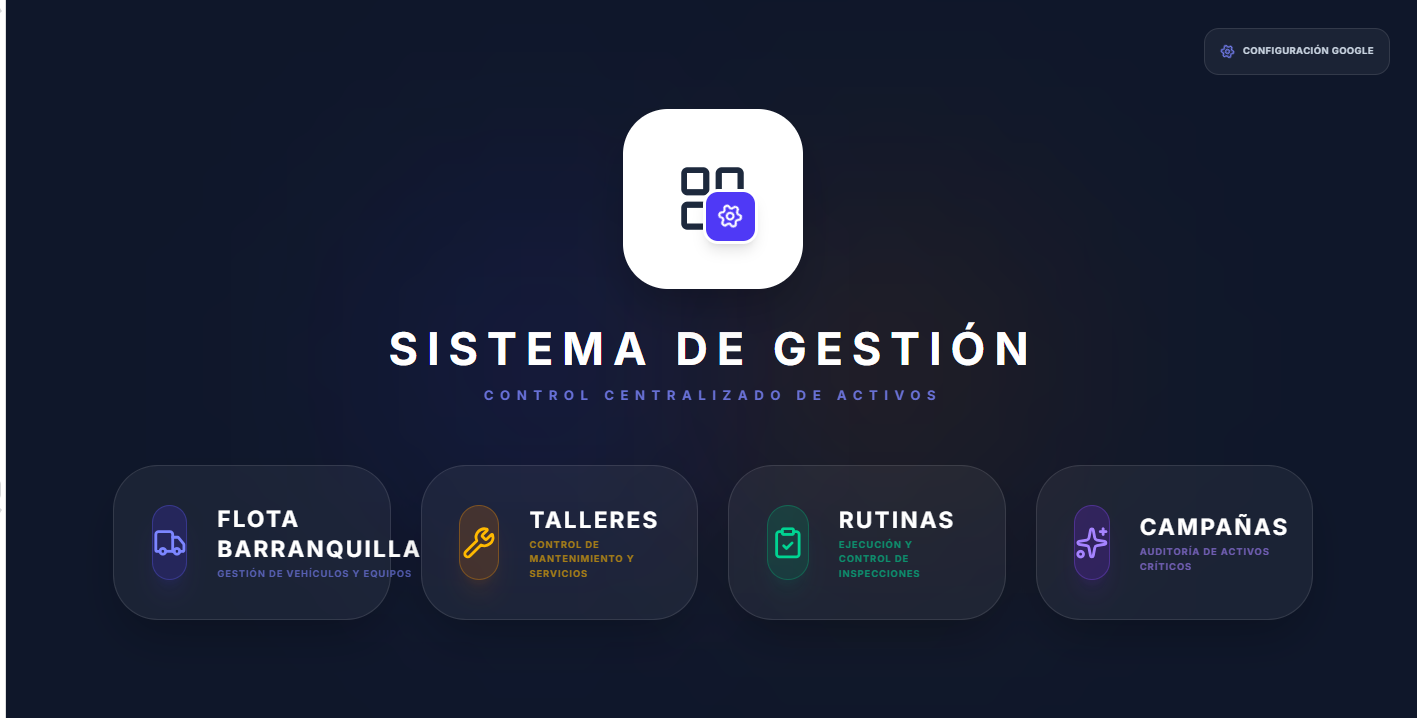 CONFIGURACIÓN GOOGLE
SISTEMA DE GESTIÓN
CONTROL CENTRALIZADO DE ACTIVOS
FLOTA
BARRANQUILLA
GESTIÓN DE VEHÍCULOS Y EQUIPOS
TALLERES
CONTROL DE
MANTENIMIENTO Y
SERVICIOS
RUTINAS
EJECUCIÓN Y
CONTROL DE
INSPECCIONES
CAMPAÑAS
AUDITORÍA DE ACTIVOS
CRÍTICOS